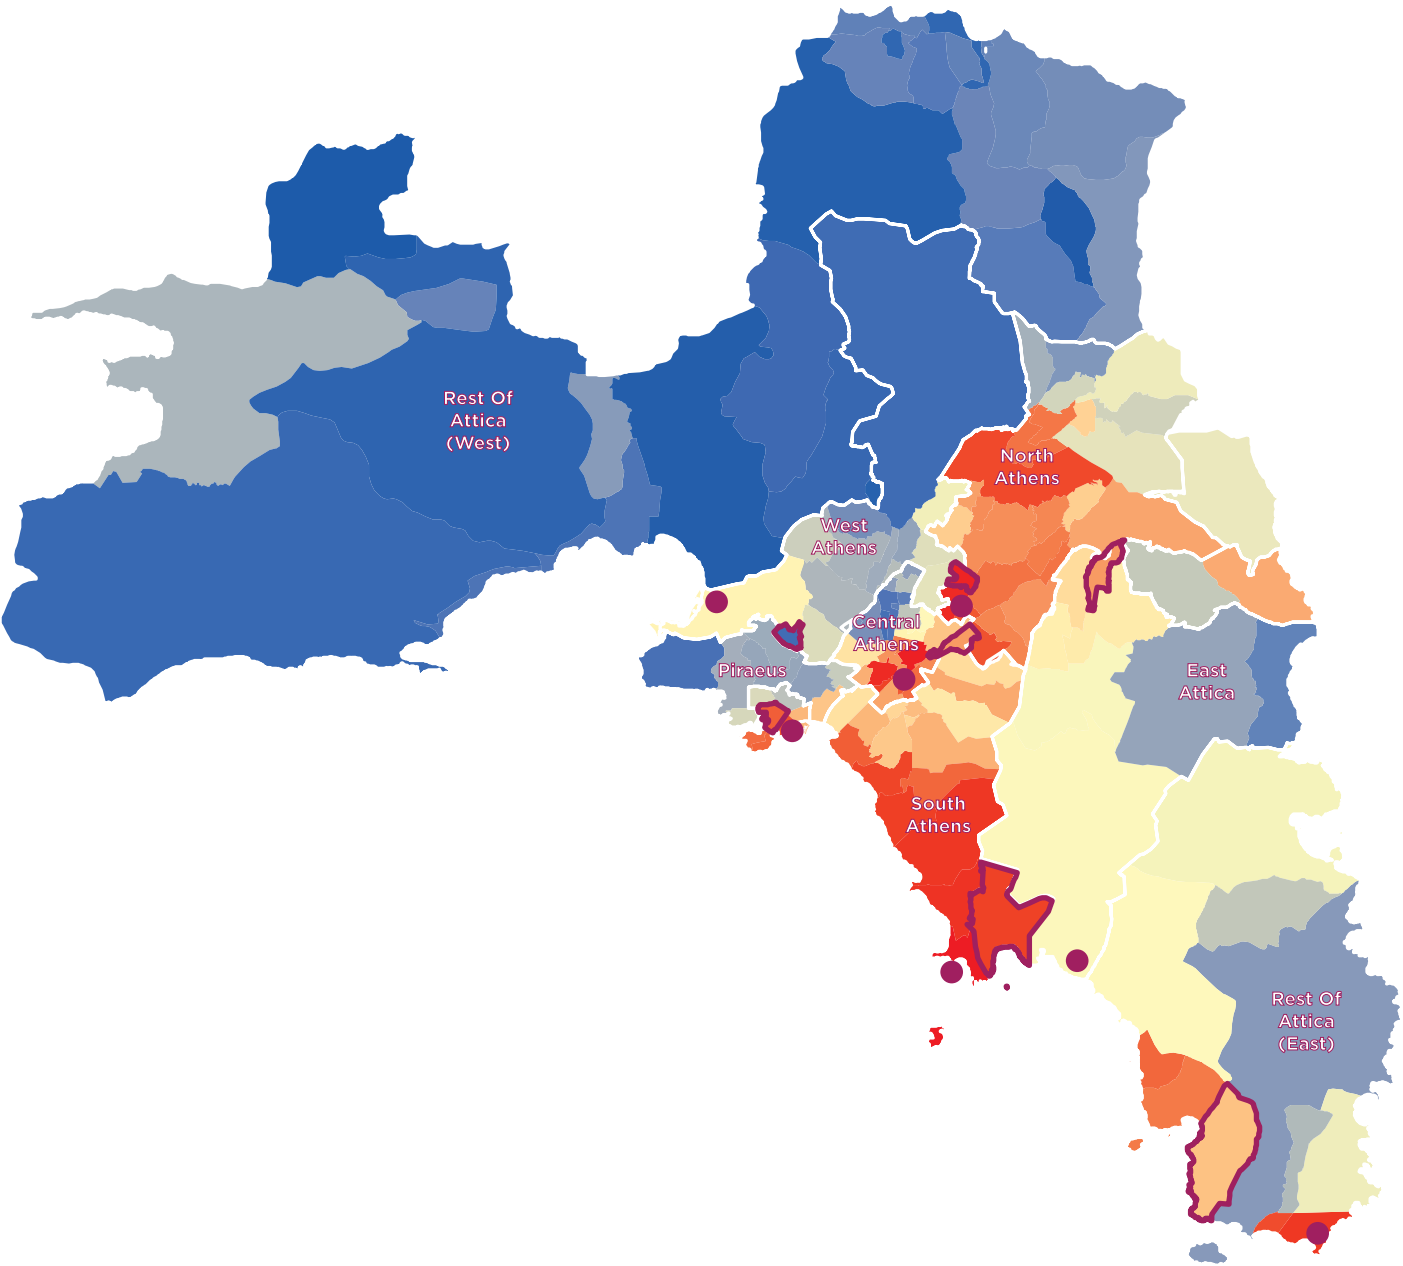 Rest Of
Attica
(West)
North
Athens
West
Athens
Central
Athens
Piraeus
East
Attica
South
Athens
Rest Of
Attica
(East)